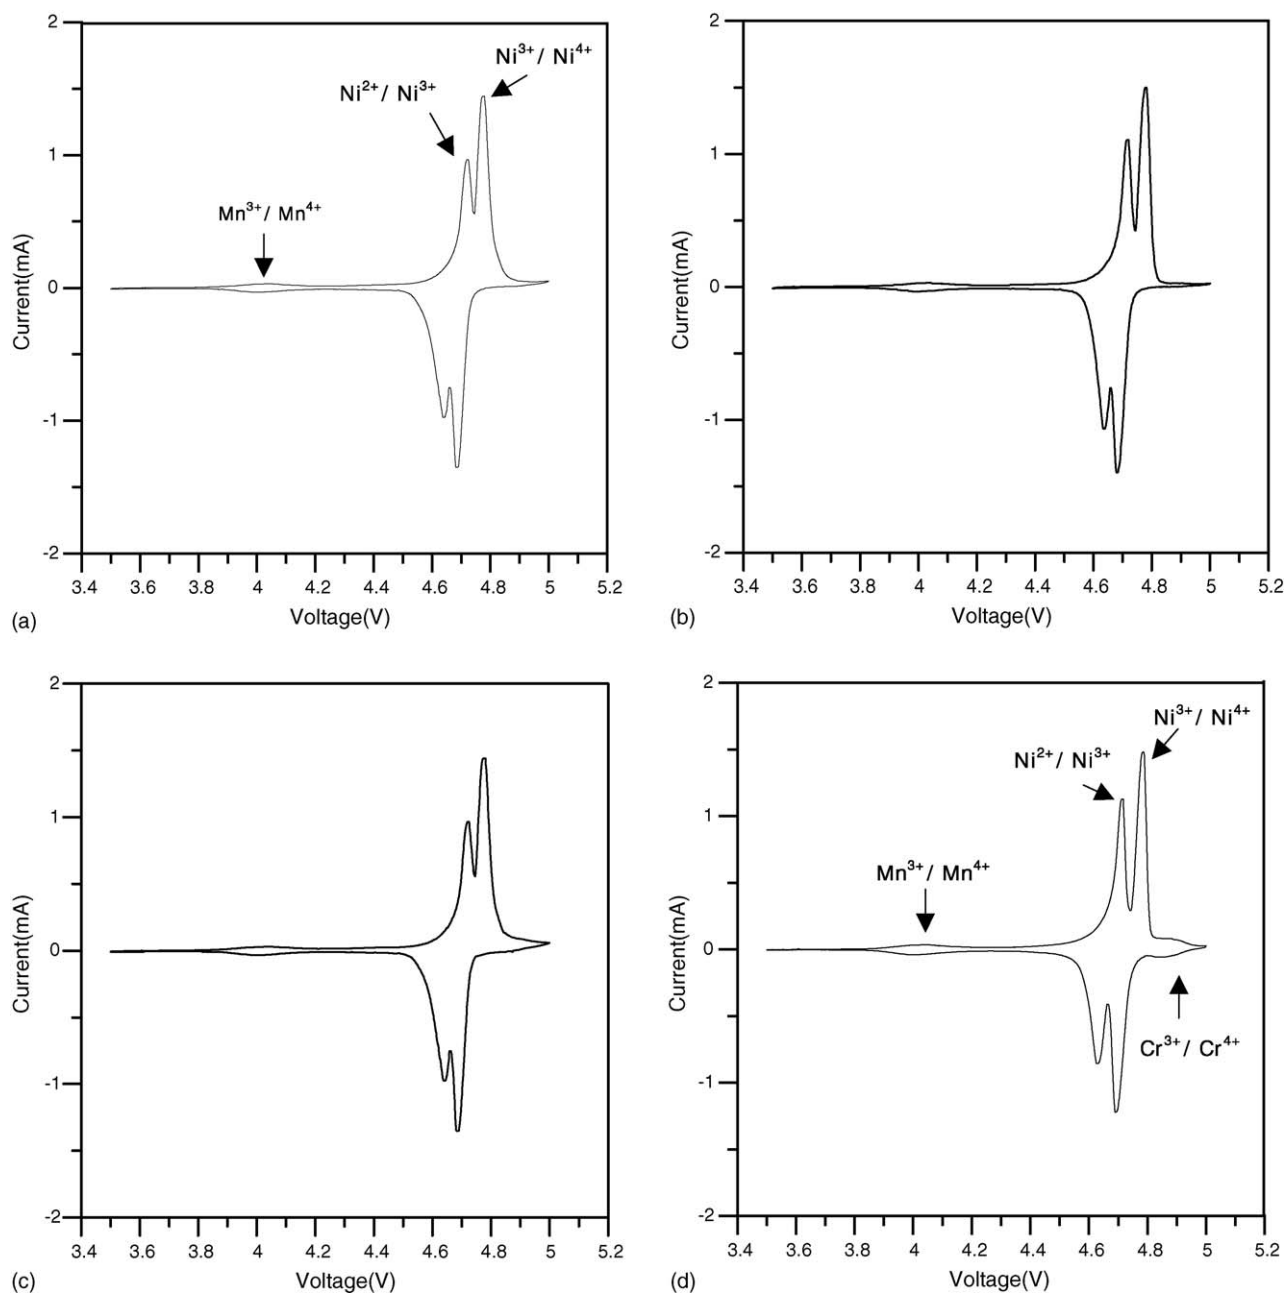 2
1
0
-1
-2
Current(mA)
Ni3+/ Ni4+
Ni2+/ Ni3+
Mn3+/ Mn4+
3.4 3.6 3.8 4 4.2 4.4 4.6 4.8 5 5.2
Voltage(V)
(a)
2
1
0
-1
-2
Current(mA)
3.4 3.6 3.8 4 4.2 4.4 4.6 4.8 5 5.2
Voltage(V)
(b)
2
1
0
-1
-2
Current(mA)
3.4 3.6 3.8 4 4.2 4.4 4.6 4.8 5 5.2
Voltage(V)
(c)
2
1
0
-1
-2
Current(mA)
Ni3+/ Ni4+
Ni2+/ Ni3+
Mn3+/ Mn4+
Cr3+/ Cr4+
3.4 3.6 3.8 4 4.2 4.4 4.6 4.8 5 5.2
Voltage(V)
(d)